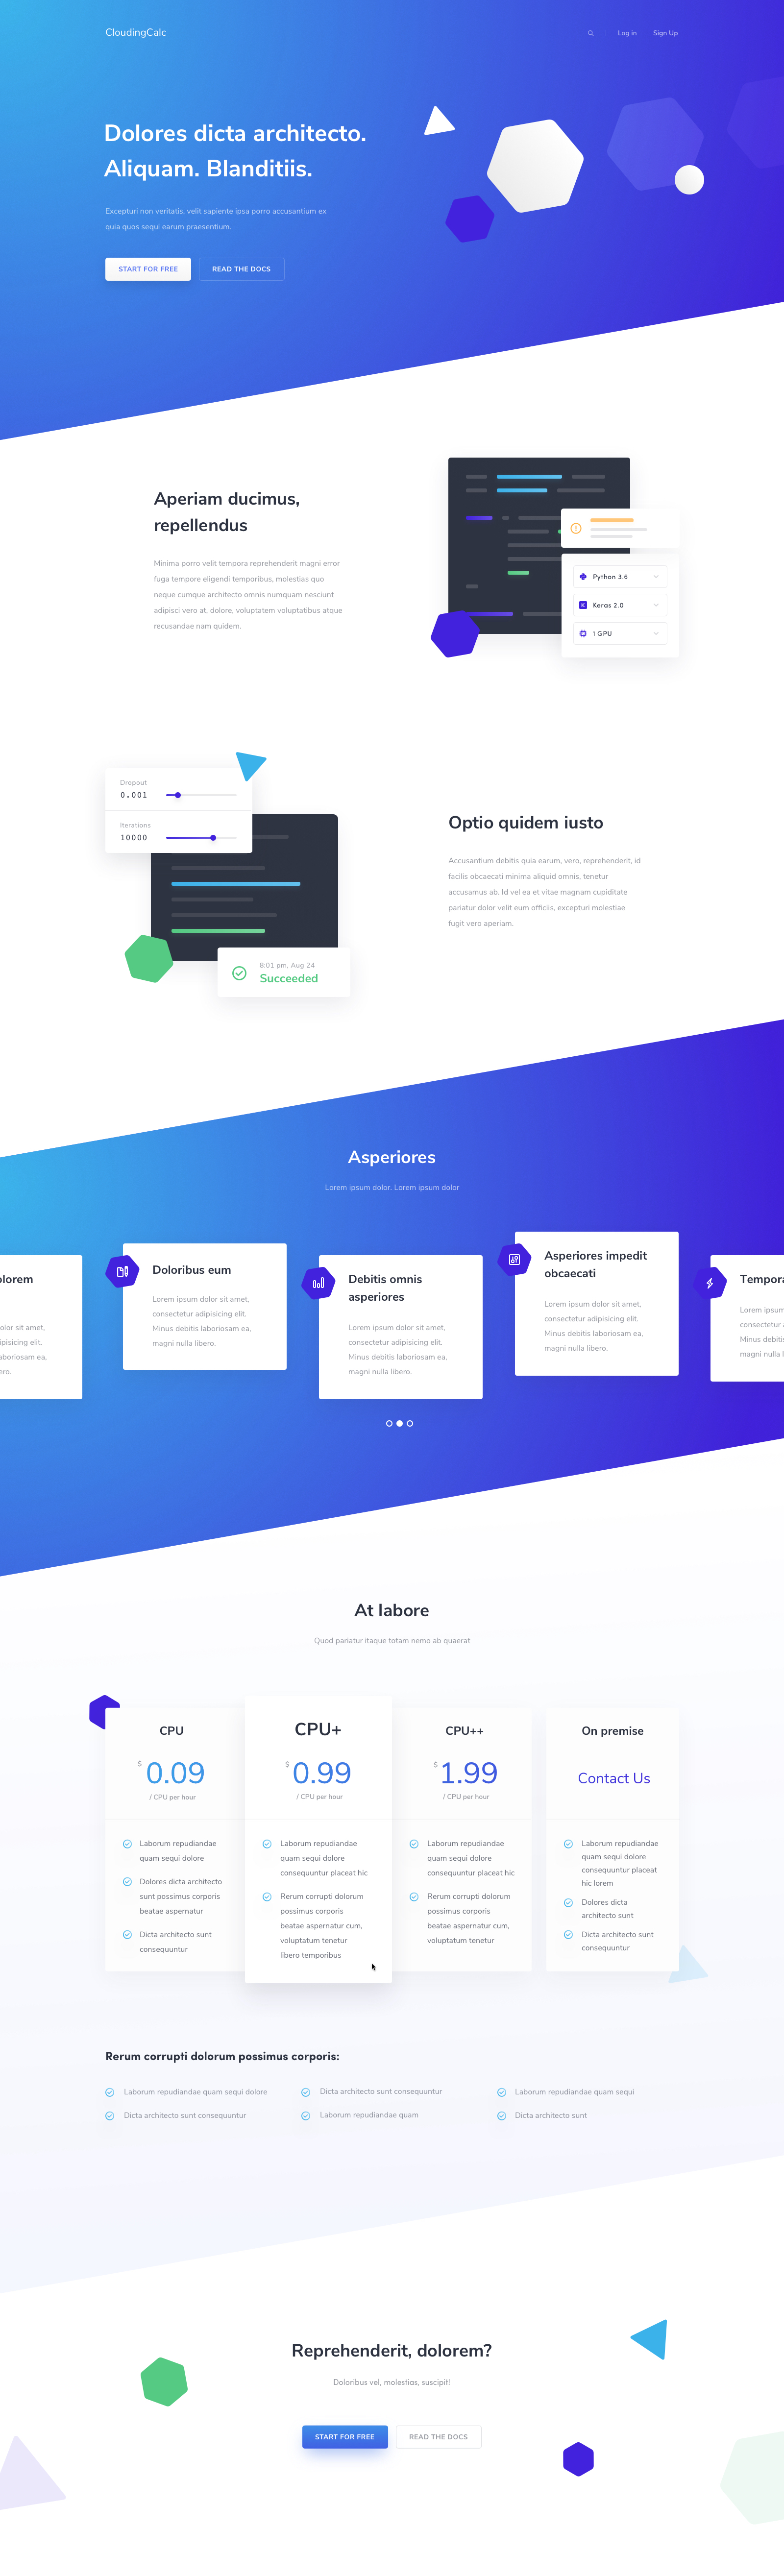 CloudingCalc
Log in
Sign Up
Dolores dicta architecto.
Aliquam. Blanditiis.
Excepturi non veritatis, velit sapiente ipsa porro accusantium ex
quia quos sequi earum praesentium.
START FOR FREE
READ THE DOCS
Aperiam ducimus,
repellendus
Minima porro velit tempora reprehenderit magni error
fuga tempore eligendi temporibus, molestias quo
neque cumque architecto omnis numquam nesciunt
adipisci vero at, dolore, voluptatem voluptatibus atque
recusandae nam quidem.
Python 3.6
Keras 2.0
1 GPU
Dropout
0.001
Iterations
10000
8:01 pm, Aug 24
Succeeded
Optio quidem iusto
Accusantium debitis quia earum, vero, reprehenderit, id
facilis obcaecati minima aliquid omnis, tenetur
accusamus ab. Id vel ea et vitae magnam cupiditate
pariatur dolor velit eum officiis, excepturi molestiae
fugit vero aperiam.
Asperiores
Lorem ipsum dolor. Lorem ipsum dolor
olorem
olor sit amet,
ipisicing elit.
aboriosam ea,
ero.
Doloribus eum
Lorem ipsum dolor sit amet,
consectetur adipisicing elit.
Minus debitis laboriosam ea,
magni nulla libero.
Debitis omnis
asperiores
Lorem ipsum dolor sit amet,
consectetur adipisicing elit.
Minus debitis laboriosam ea,
magni nulla libero.
Asperiores impedit
obcaecati
Lorem ipsum dolor sit amet,
consectetur adipisicing elit.
Minus debitis laboriosam ea,
magni nulla libero.
Tempora
Lorem ipsum
consectetur a
Minus debitis
magni nulla l
At labore
Quod pariatur itaque totam nemo ab quaerat
CPU
$ 0.09
/ CPU per hour
Laborum repudiandae
quam sequi dolore
Dolores dicta architecto
sunt possimus corporis
beatae aspernatur
Dicta architecto sunt
consequuntur
CPU+
$ 0.99
/ CPU per hour
Laborum repudiandae
quam sequi dolore
consequuntur placeat hic
Rerum corrupti dolorum
possimus corporis
beatae aspernatur cum,
voluptatum tenetur
libero temporibus
CPU++
$ 1.99
/ CPU per hour
Laborum repudiandae
quam sequi dolore
consequuntur placeat hic
Rerum corrupti dolorum
possimus corporis
beatae aspernatur cum,
voluptatum tenetur
On premise
Contact Us
Laborum repudiandae
quam sequi dolore
consequuntur placeat
hic lorem
Dolores dicta
architecto sunt
Dicta architecto sunt
consequuntur
Rerum corrupti dolorum possimus corporis:
Laborum repudiandae quam sequi dolore
Dicta architecto sunt consequuntur
Laborum repudiandae quam sequi
Dicta architecto sunt consequuntur
Laborum repudiandae quam
Dicta architecto sunt
Reprehenderit, dolorem?
Doloribus vel, molestias, suscipit!
START FOR FREE
READ THE DOCS